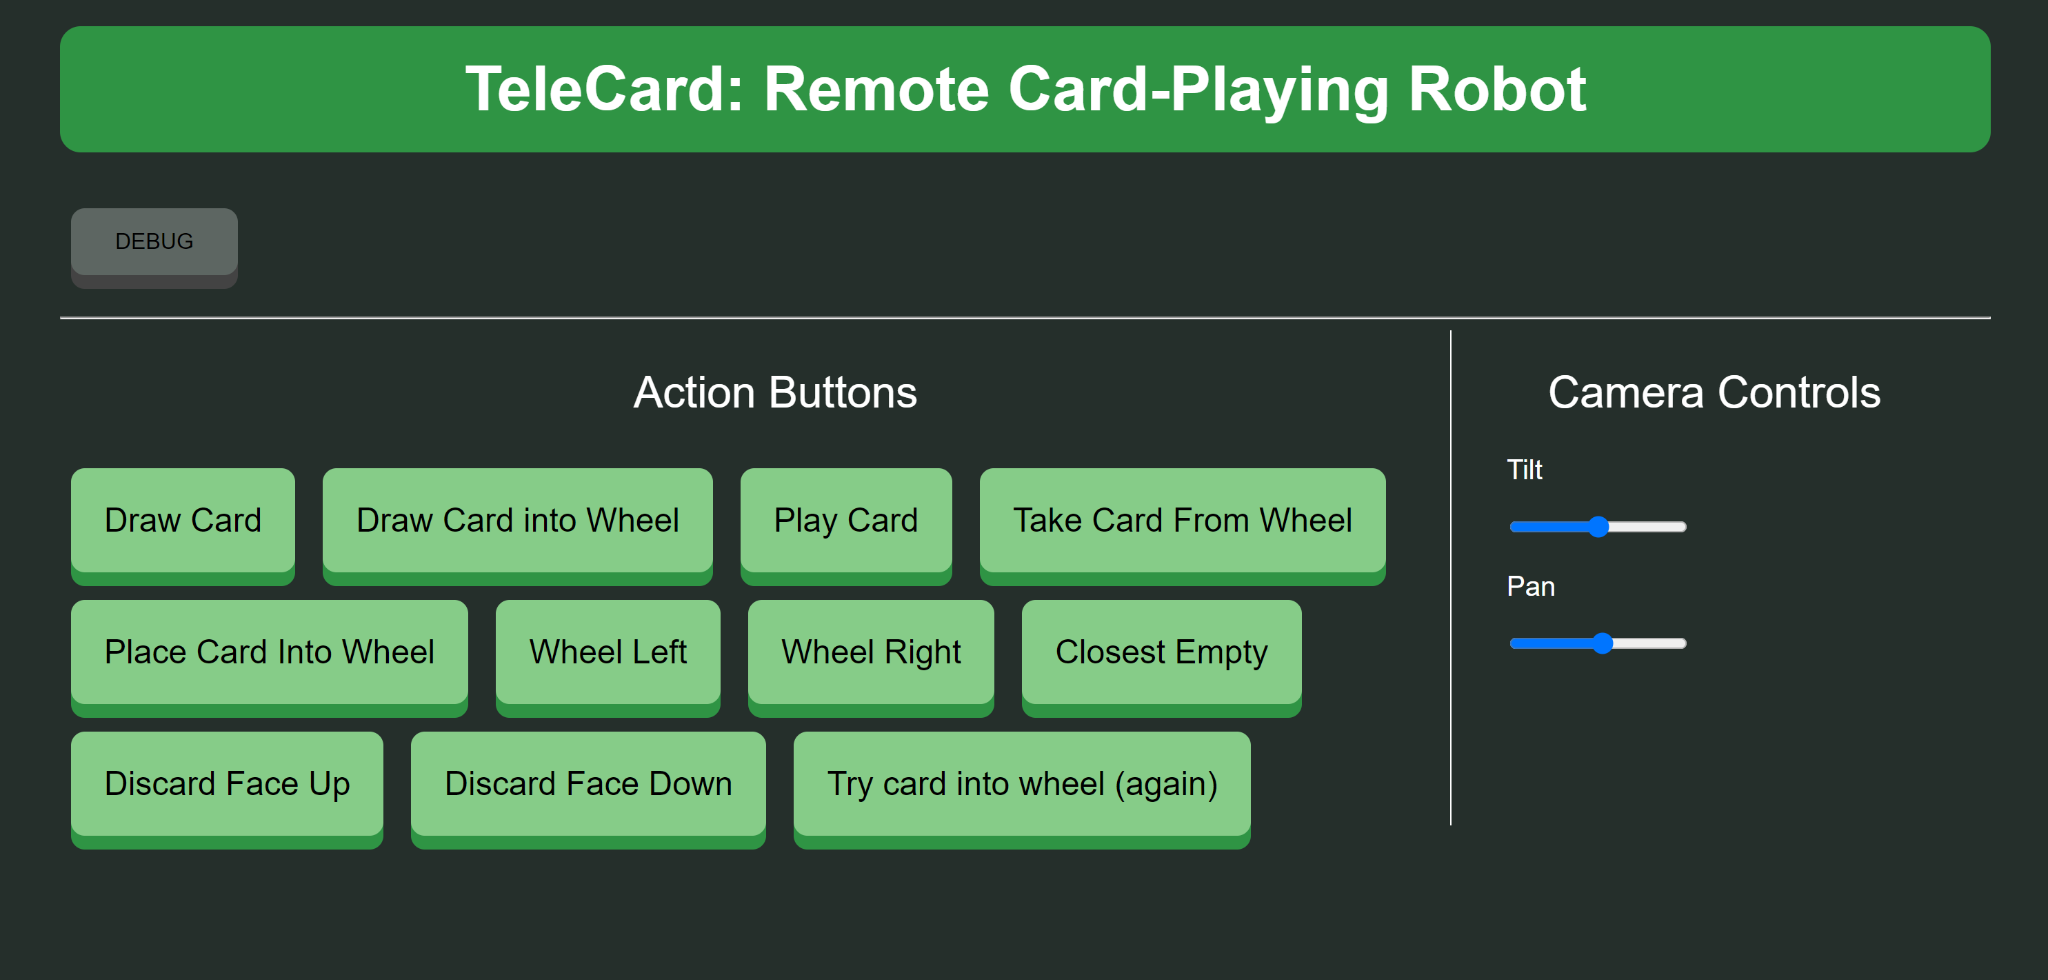 TeleCard: Remote Card-Playing Robot
DEBUG
Action Buttons
Draw Card
Draw Card into Wheel
Play Card
Take Card From Wheel
Place Card Into Wheel
Wheel Left
Wheel Right
Closest Empty
Discard Face Up
Discard Face Down
Try card into wheel (again)
Camera Controls
Tilt
Pan